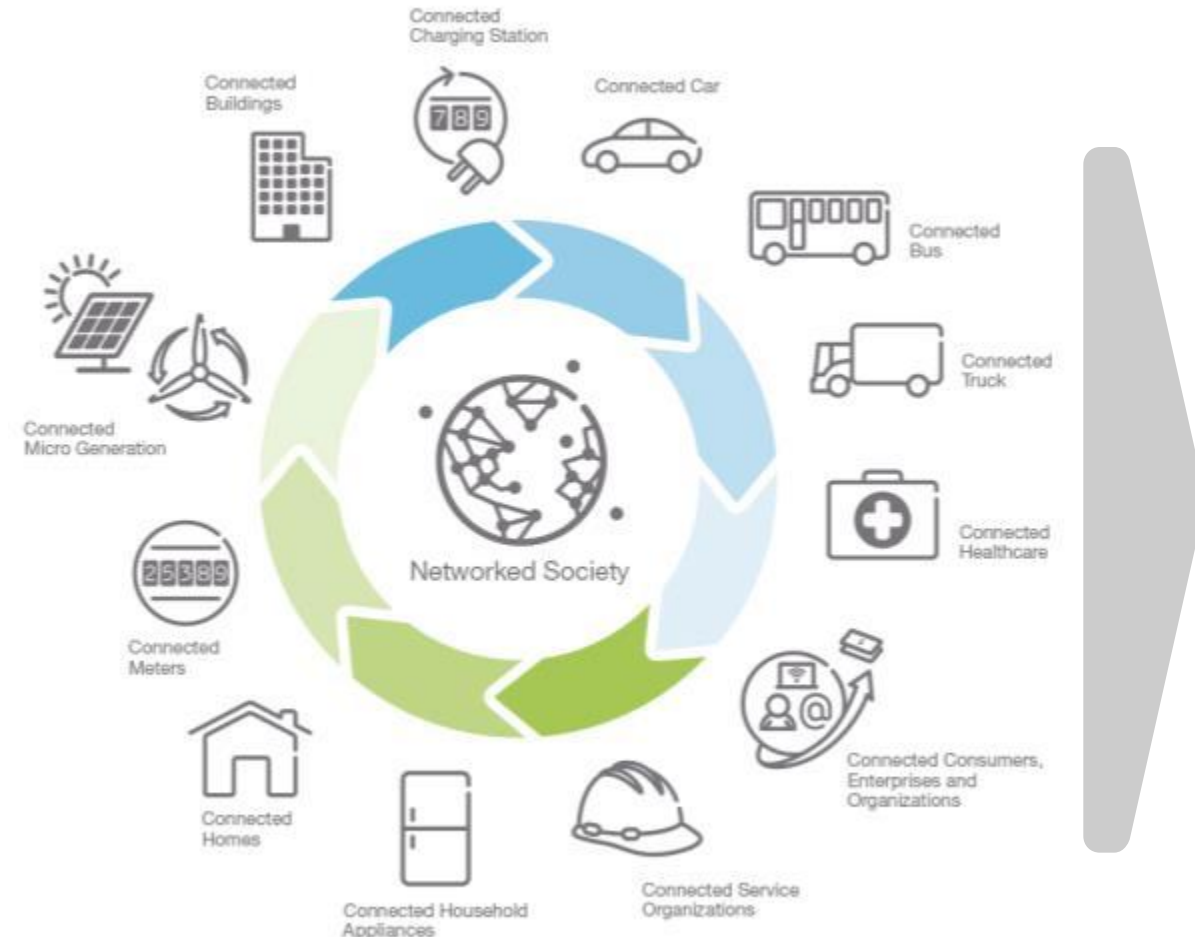 Connected
Charging Station
Connected
Buildings
789
Connected Car
Connected
Bus
Connected
Truck
Connected
Micro Generation
Networked Society
Connected
Healthcare
25389
Connected
Meters
@
Connected Consumers,
Enterprises and
Organizations
Connected
Homes
Connected Service
Organizations
Connected Household
Appliances